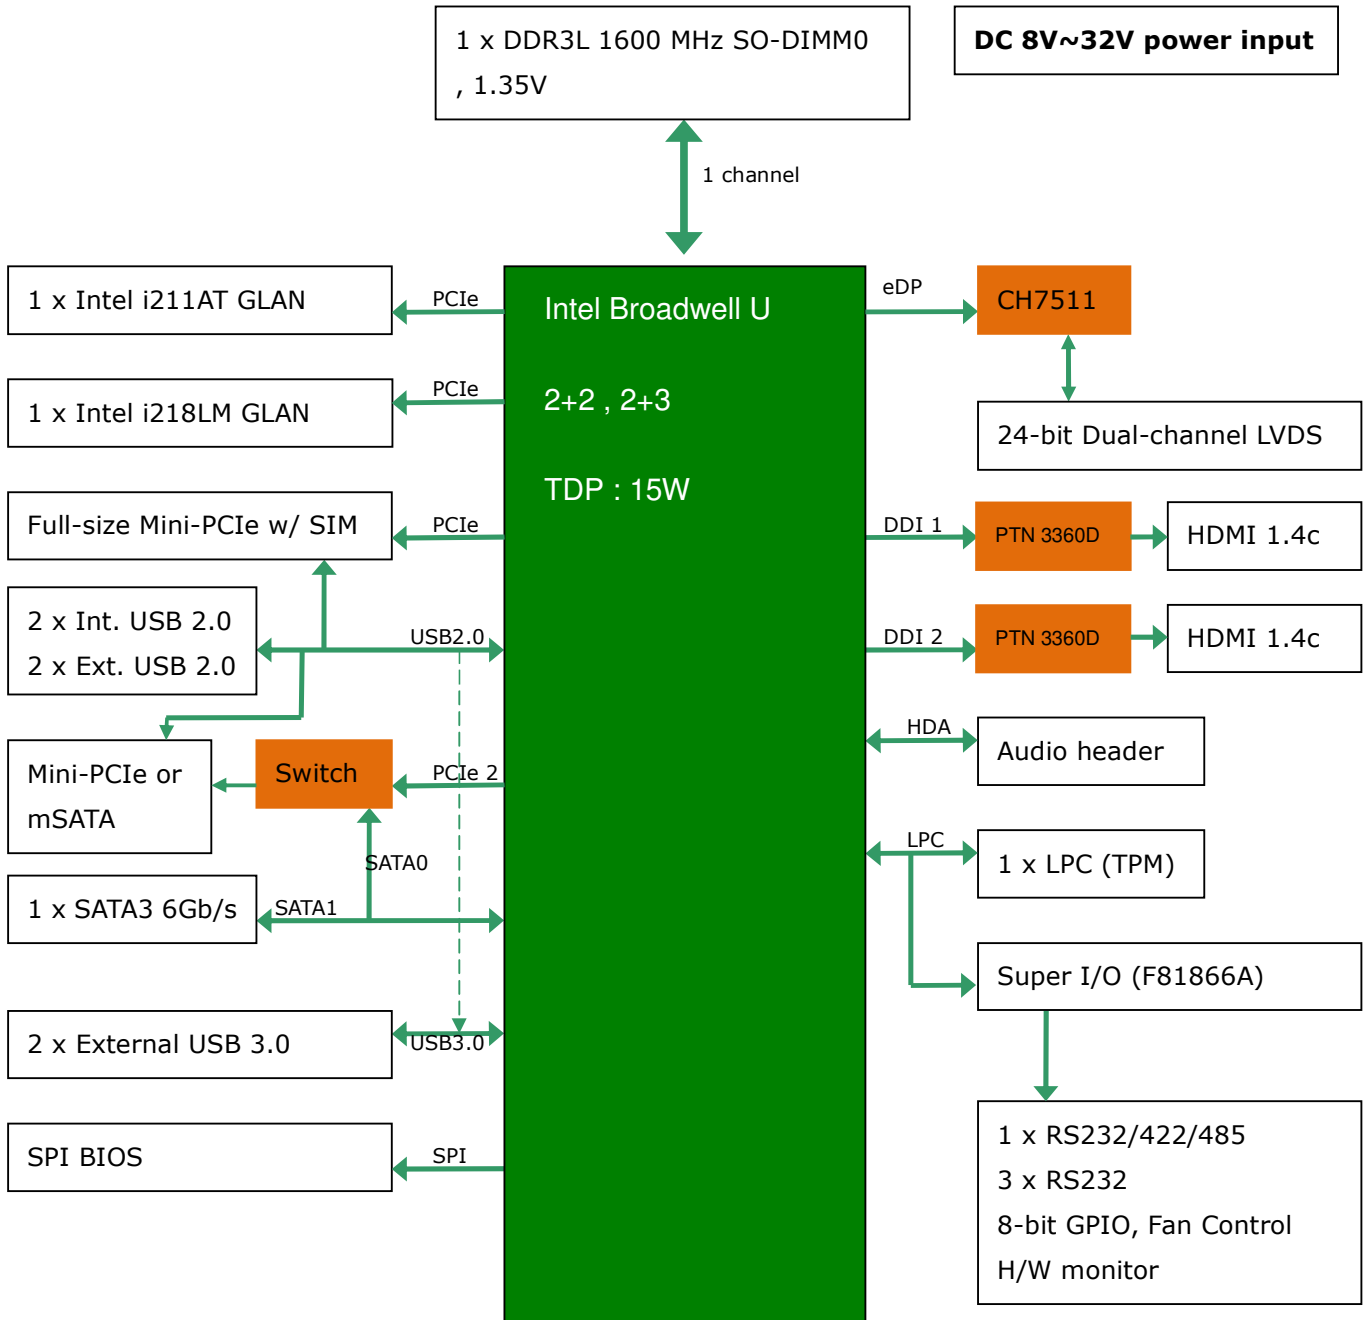 1 x DDR3L 1600 MHz SO-DIMM0
, 1.35V
DC 8V~32V power input
1 channel
1 x Intel i211AT GLAN
PCIe
Intel Broadwell U
eDP
CH7511
1 x Intel i218LM GLAN
PCIe
2+2 , 2+3
24-bit Dual-channel LVDS
TDP : 15W
Full-size Mini-PCIe w/ SIM
PCIe
DDI 1
PTN 3360D
HDMI 1.4c
2 x Int. USB 2.0
2 x Ext. USB 2.0
USB2.0
DDI 2
PTN 3360D
HDMI 1.4c
HDA
Audio header
Mini-PCIe or
mSATA
Switch
PCIe 2
SATA0
LPC
1 x LPC (TPM)
1 x SATA3 6Gb/s
SATA1
Super I/O (F81866A)
2 x External USB 3.0
USB3.0
SPI BIOS
SPI
1 x RS232/422/485
3 x RS232
8-bit GPIO, Fan Control
H/W monitor